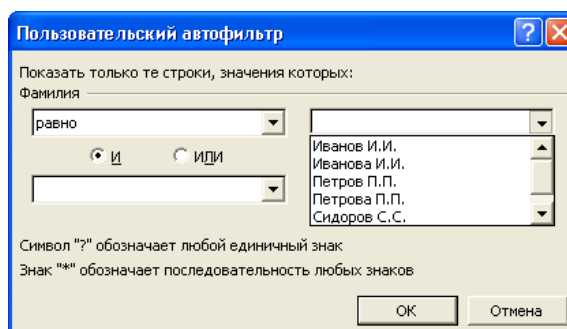 Пользовательский автофильтр
Показать только те строки, значения которых:
Фамилия
равно
И ИЛИ
Иванов И.И.
Иванова И.И.
Петров П.П.
Петрова П.П.
Сидоров С.С.
Символ "?" обозначает любой единичный знак
Знак "*" обозначает последовательность любых знаков
ОК Отмена